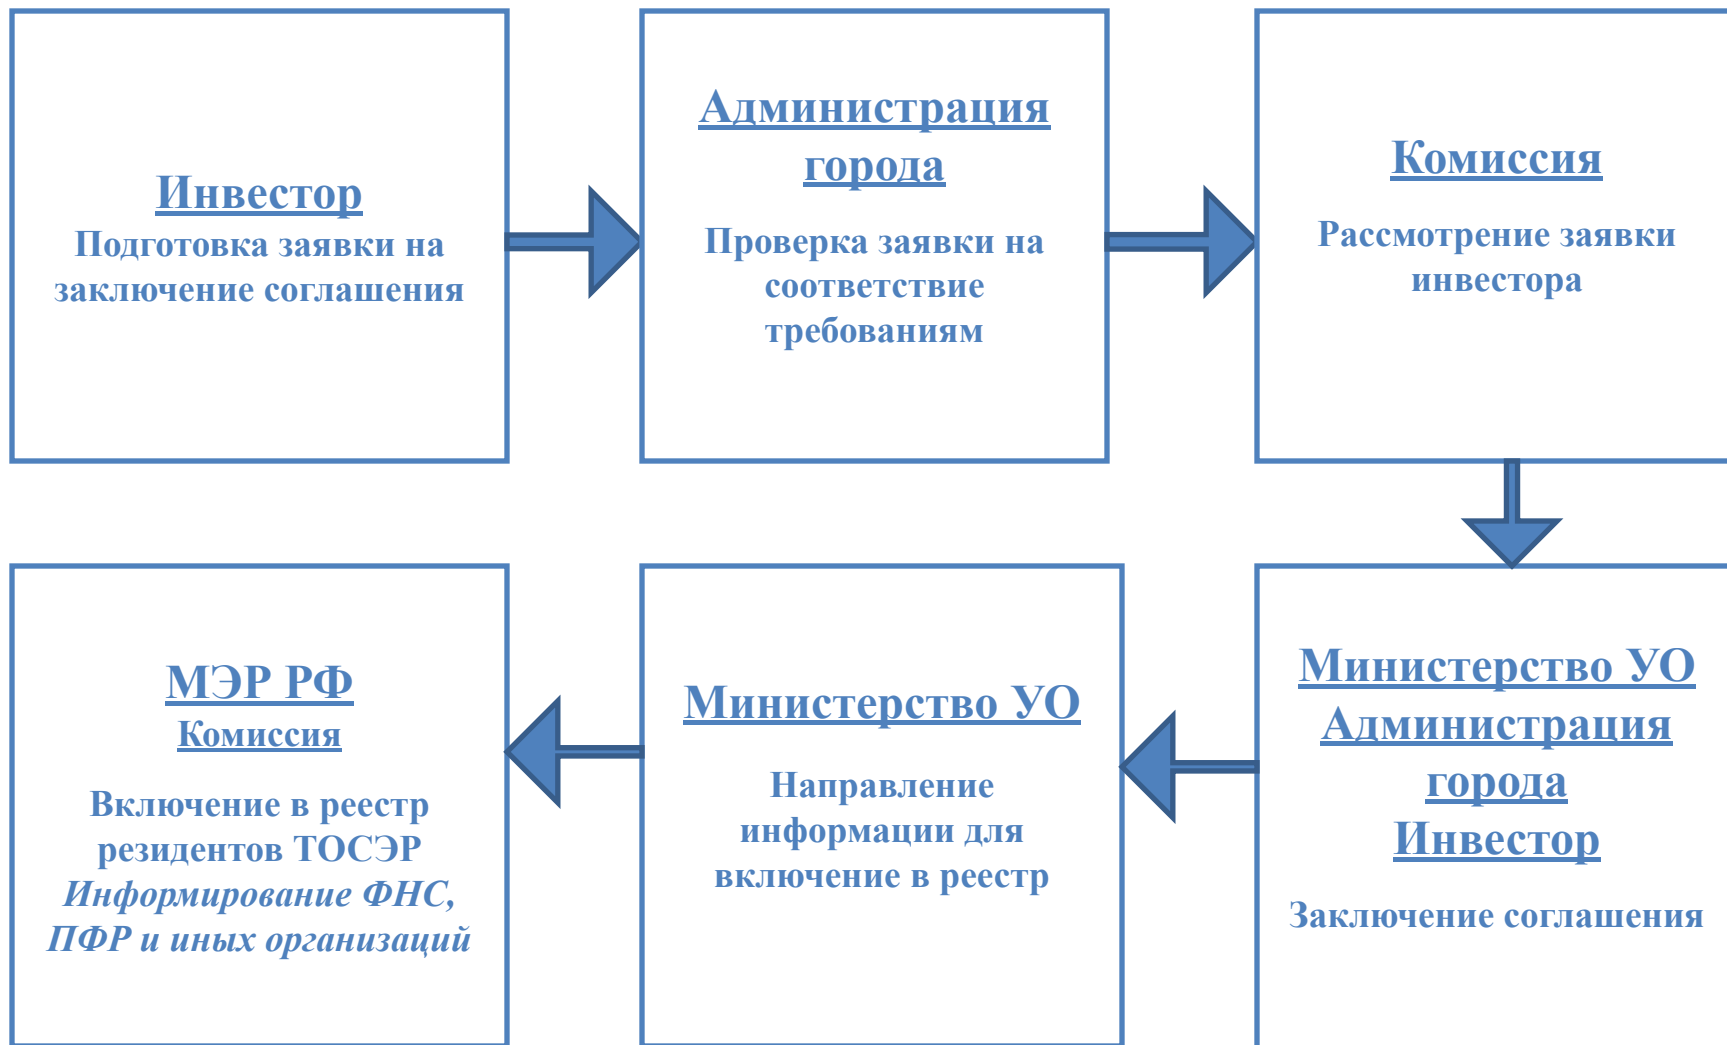 Инвестор
Подготовка заявки на
заключение соглашения
Администрация
города
Проверка заявки на
соответствие
требованиям
Комиссия
Рассмотрение заявки
инвестора
Министерство УО
Администрация
города
Инвестор
Заключение соглашения
Министерство УО
Направление
информации для
включение в реестр
МЭР РФ
Комиссия
Включение в реестр
резидентов ТОСЭР
Информирование ФНС,
ПФР и иных организаций